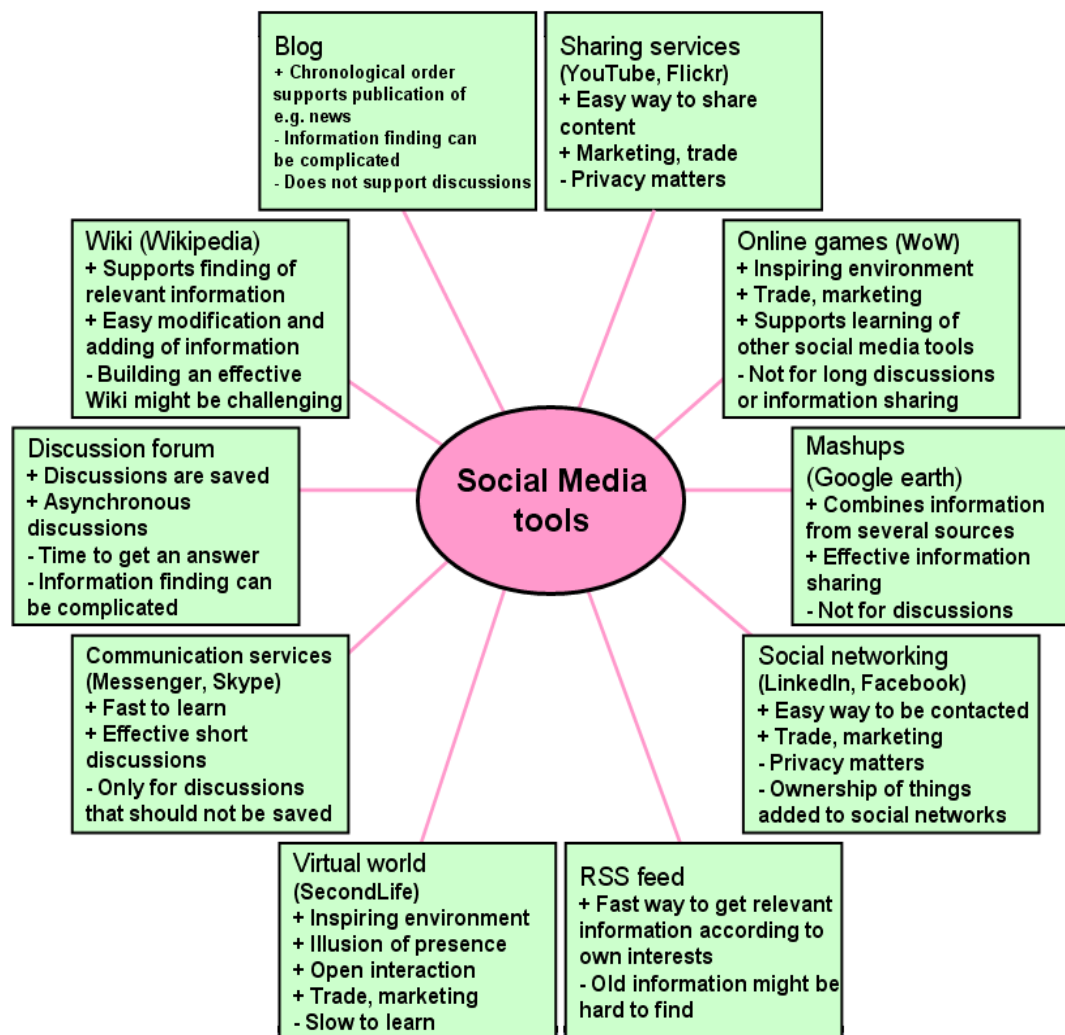 Blog
+ Chronological order
supports publication of
e.g. news
- Information finding can
be complicated
- Does not support discussions
Sharing services
(YouTube, Flickr)
+ Easy way to share
content
+ Marketing, trade
- Privacy matters
Wiki (Wikipedia)
+ Supports finding of
relevant information
+ Easy modification and
adding of information
- Building an effective
Wiki might be challenging
Online games (WoW)
+ Inspiring environment
+ Trade, marketing
+ Supports learning of
other social media tools
- Not for long discussions
or information sharing
Discussion forum
+ Discussions are saved
+ Asynchronous
discussions
- Time to get an answer
- Information finding can
be complicated
Social Media
tools
Mashups
(Google earth)
+ Combines information
from several sources
+ Effective information
sharing
- Not for discussions
Communication services
(Messenger, Skype)
+ Fast to learn
+ Effective short
discussions
- Only for discussions
that should not be saved
Social networking
(LinkedIn, Facebook)
+ Easy way to be contacted
+ Trade, marketing
- Privacy matters
- Ownership of things
added to social networks
Virtual world
(SecondLife)
+ Inspiring environment
+ Illusion of presence
+ Open interaction
+ Trade, marketing
- Slow to learn
RSS feed
+ Fast way to get relevant
information according to
own interests
- Old information might be
hard to find